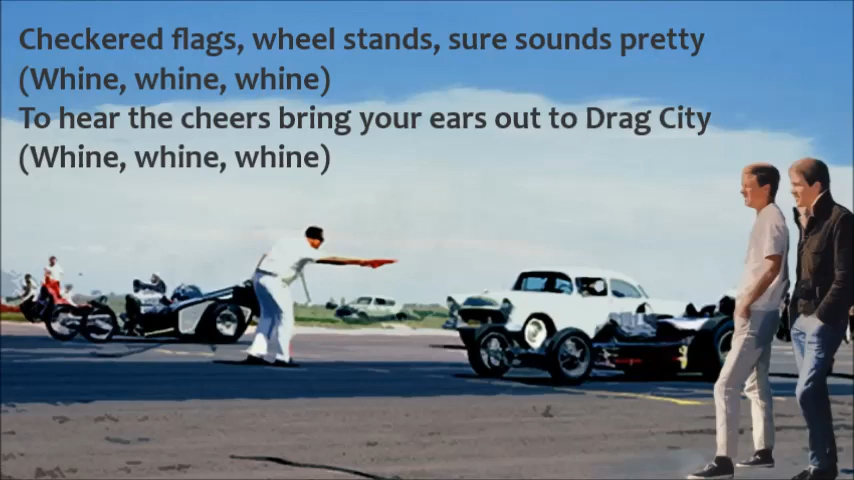 Checkered flags, wheel stands, sure sounds pretty
(Whine, whine, whine)
To hear the cheers bring your ears out to Drag City
(Whine, whine, whine)